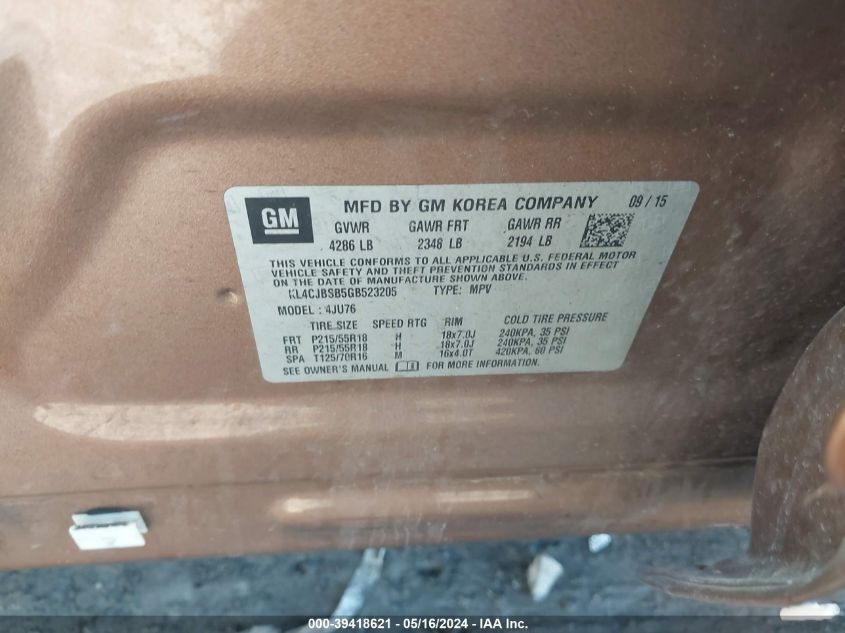 GM
MFD BY GM KOREA COMPANY 09 / 15
GVWR GAWR FRT GAWR RR
4286 LB 2348 LB 2194 LB
THIS VEHICLE CONFORMS TO ALL APPLICABLE U.S. FEDERAL MOTOR
VEHICLE SAFETY AND THEFT PREVENTION STANDARDS IN EFFECT
ON THE DATE OF MANUFACTURE SHOWN ABOVE.
KL4CJBSB5GB523205 TYPE: MPV
MODEL : 4JU76
TIRE SIZE SPEED RTG RIM COLD TIRE PRESSURE
FRT P215/55R18 H 18x7.0J 240KPA, 35 PSI
RR P215/55R18 H 18x7.0J 240KPA, 35 PSI
SPA T125/70R16 M 16x4.0T 420KPA, 60 PSI
SEE OWNER'S MANUAL FOR MORE INFORMATION.
000-39418621 - 05/16/2024 - IAA Inc.